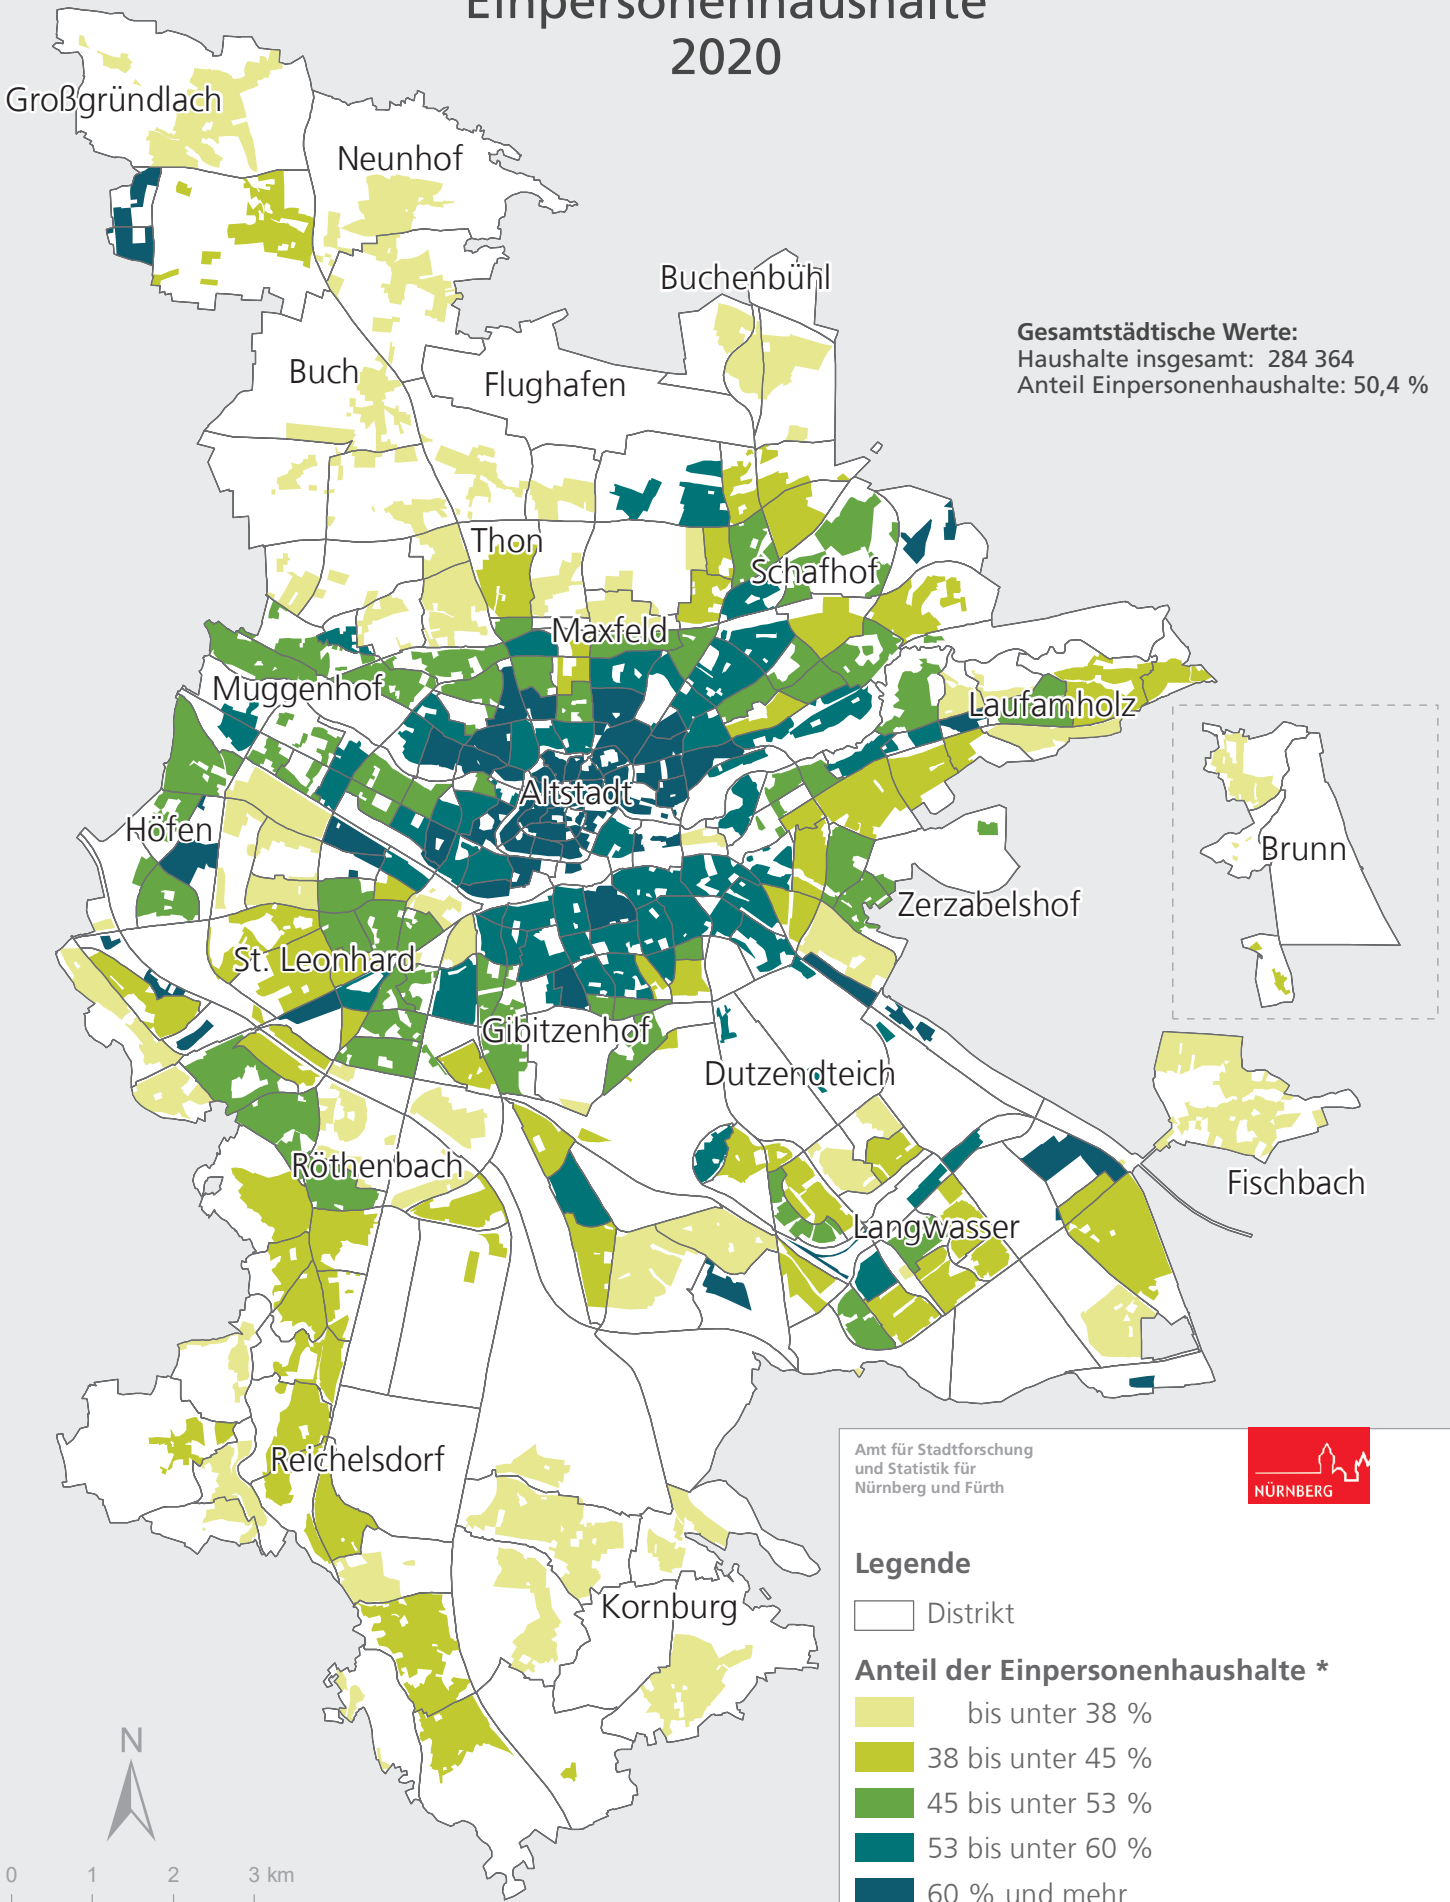 Einpersonenhaushalte
2020
Großgründlach
Neunhof
Buchenbühl
Gesamtstädtische Werte:
Haushalte insgesamt: 284 364
Anteil Einpersonenhaushalte: 50,4 %
Buch
Flughafen
Thon
Schafhof
Maxfeld
Muggenhof
Laufamholz
Altstadt
Höfen
Brunn
Zerzabelshof
St. Leonhard
Gibitzenhof
Dutzendteich
Röthenbach
Fischbach
Langwasser
Reichelsdorf
Kornburg
Amt für Stadtforschung
und Statistik für
Nürnberg und Fürth
NÜRNBERG
Legende
Distrikt
Anteil der Einpersonenhaushalte *
bis unter 38 %
38 bis unter 45 %
45 bis unter 53 %
53 bis unter 60 %
60 % und mehr
N
0 1 2 3 km